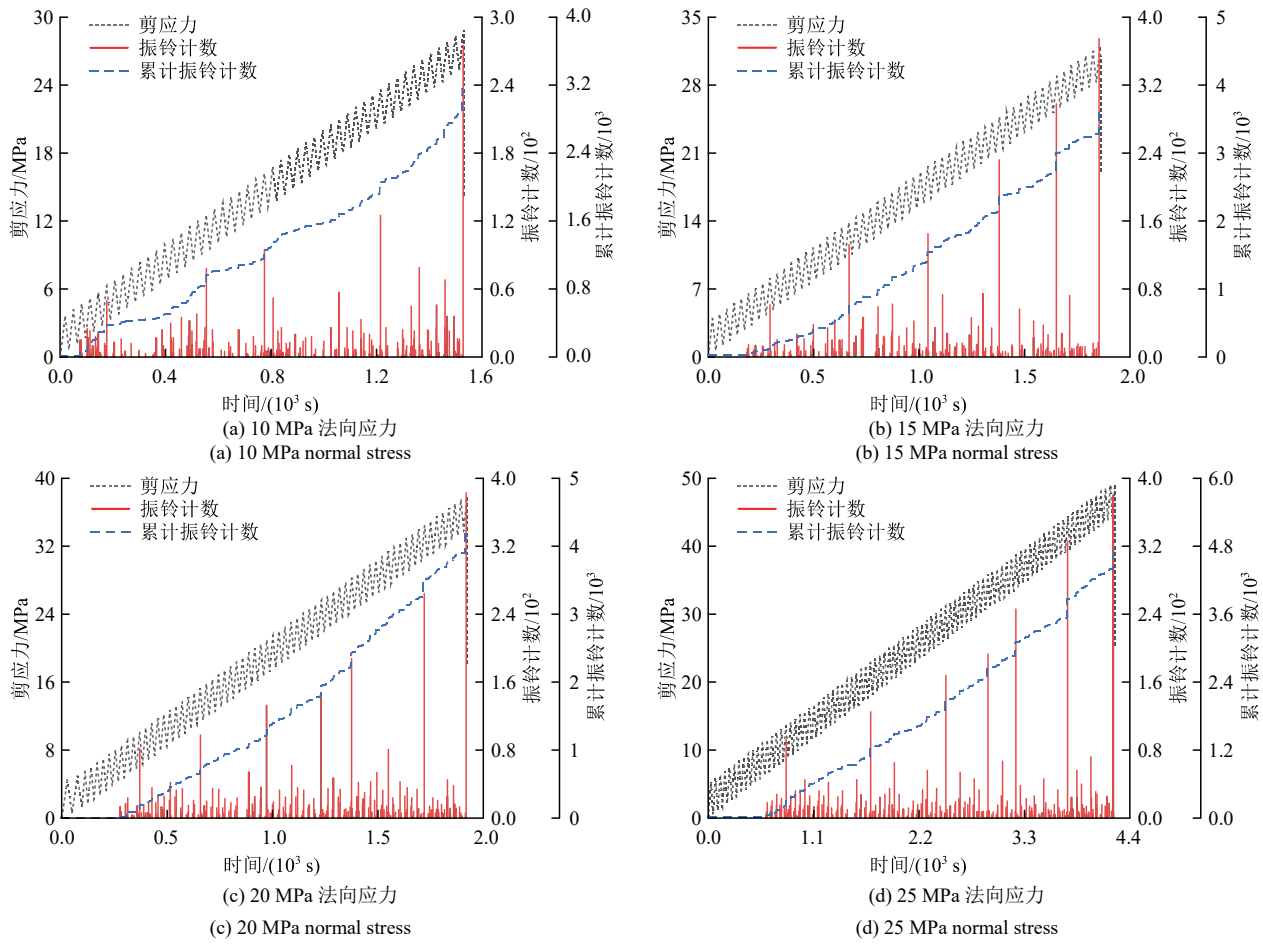 剪应力
振铃计数
累计振铃计数
30
24
18
12
6
0
剪应力/MPa
3.0
2.4
1.8
1.2
0.6
0.0
振铃计数/10²
4.0
3.2
2.4
1.6
0.8
0.0
累计振铃计数/10³
0.0 0.4 0.8 1.2 1.6
时间/(10³ s)
(a) 10 MPa 法向应力
(a) 10 MPa normal stress
剪应力
振铃计数
累计振铃计数
35
28
21
14
7
0
剪应力/MPa
4.0
3.2
2.4
1.6
0.8
0.0
振铃计数/10²
5
4
3
2
1
0
累计振铃计数/10³
0.0 0.5 1.0 1.5 2.0
时间/(10³ s)
(b) 15 MPa 法向应力
(b) 15 MPa normal stress
剪应力
振铃计数
累计振铃计数
40
32
24
16
8
0
剪应力/MPa
4.0
3.2
2.4
1.6
0.8
0.0
振铃计数/10²
5
4
3
2
1
0
累计振铃计数/10³
0.0 0.5 1.0 1.5 2.0
时间/(10³ s)
(c) 20 MPa 法向应力
(c) 20 MPa normal stress
剪应力
振铃计数
累计振铃计数
50
40
30
20
10
0
剪应力/MPa
4.0
3.2
2.4
1.6
0.8
0.0
振铃计数/10²
6.0
4.8
3.6
2.4
1.2
0.0
累计振铃计数/10³
0.0 1.1 2.2 3.3 4.4
时间/(10³ s)
(d) 25 MPa 法向应力
(d) 25 MPa normal stress